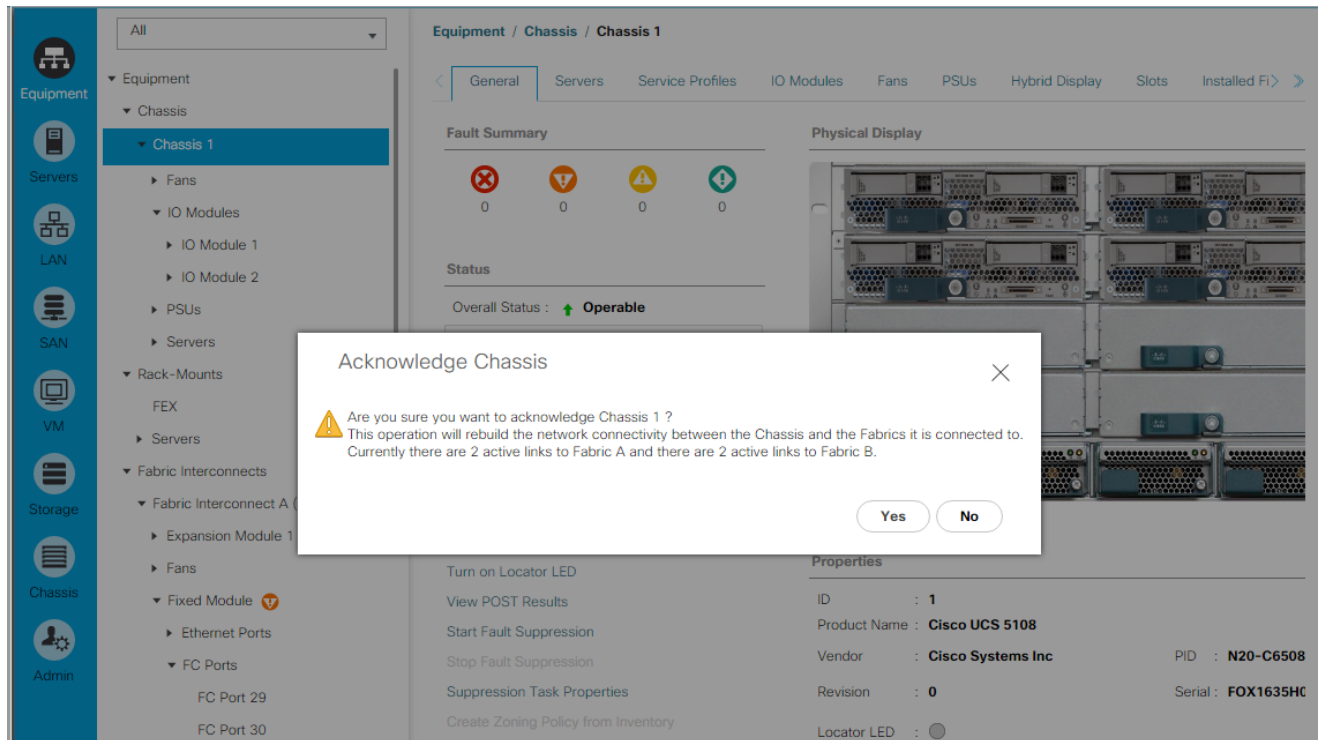 All
Equipment
Servers
LAN
SAN
VM
Storage
Chassis
Admin
Equipment
Chassis
Chassis 1
Fans
IO Modules
IO Module 1
IO Module 2
PSUs
Servers
Rack-Mounts
FEX
Servers
Fabric Interconnects
Fabric Interconnect A (
Expansion Module 1
Fans
Fixed Module
Ethernet Ports
FC Ports
FC Port 29
FC Port 30
Equipment / Chassis / Chassis 1
General Servers Service Profiles IO Modules Fans PSUs Hybrid Display Slots Installed Fi
Fault Summary
0 0 0 0
Status
Overall Status : Operable
Physical Display
Acknowledge Chassis
Are you sure you want to acknowledge Chassis 1 ?
This operation will rebuild the network connectivity between the Chassis and the Fabrics it is connected to.
Currently there are 2 active links to Fabric A and there are 2 active links to Fabric B.
Yes No
Turn on Locator LED
View POST Results
Start Fault Suppression
Stop Fault Suppression
Suppression Task Properties
Create Zoning Policy from Inventory
Properties
ID : 1
Product Name : Cisco UCS 5108
Vendor : Cisco Systems Inc PID : N20-C6508
Revision : 0 Serial : FOX1635H
Locator LED :